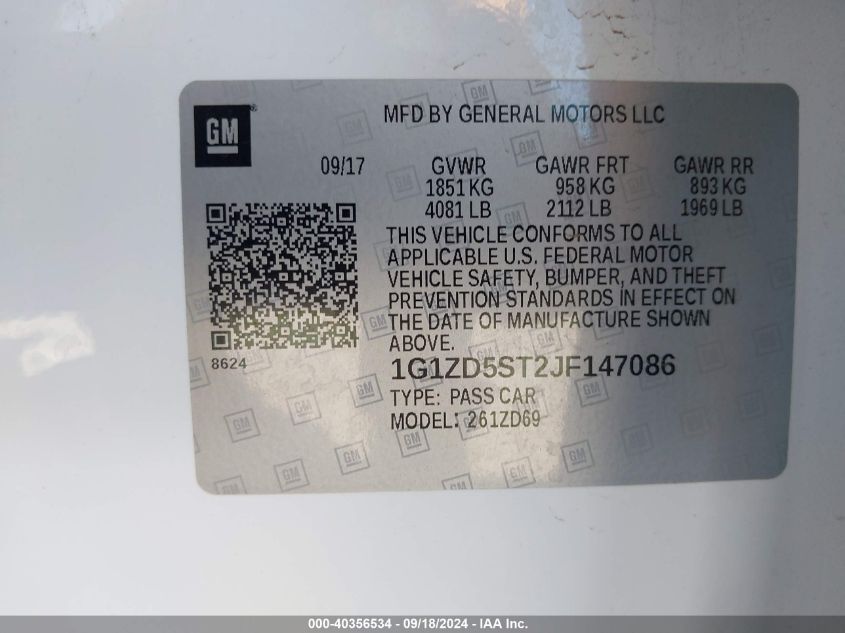 GM®
MFD BY GENERAL MOTORS LLC
09/17 GVWR GAWR FRT GAWR RR
1851 KG 958 KG 893 KG
4081 LB 2112 LB 1969 LB
THIS VEHICLE CONFORMS TO ALL
APPLICABLE U.S. FEDERAL MOTOR
VEHICLE SAFETY, BUMPER, AND THEFT
PREVENTION STANDARDS IN EFFECT ON
THE DATE OF MANUFACTURE SHOWN
ABOVE.
8624
1G1ZD5ST2JF147086
TYPE: PASS CAR
MODEL: 261ZD69
000-40356534 - 09/18/2024 - IAA Inc.